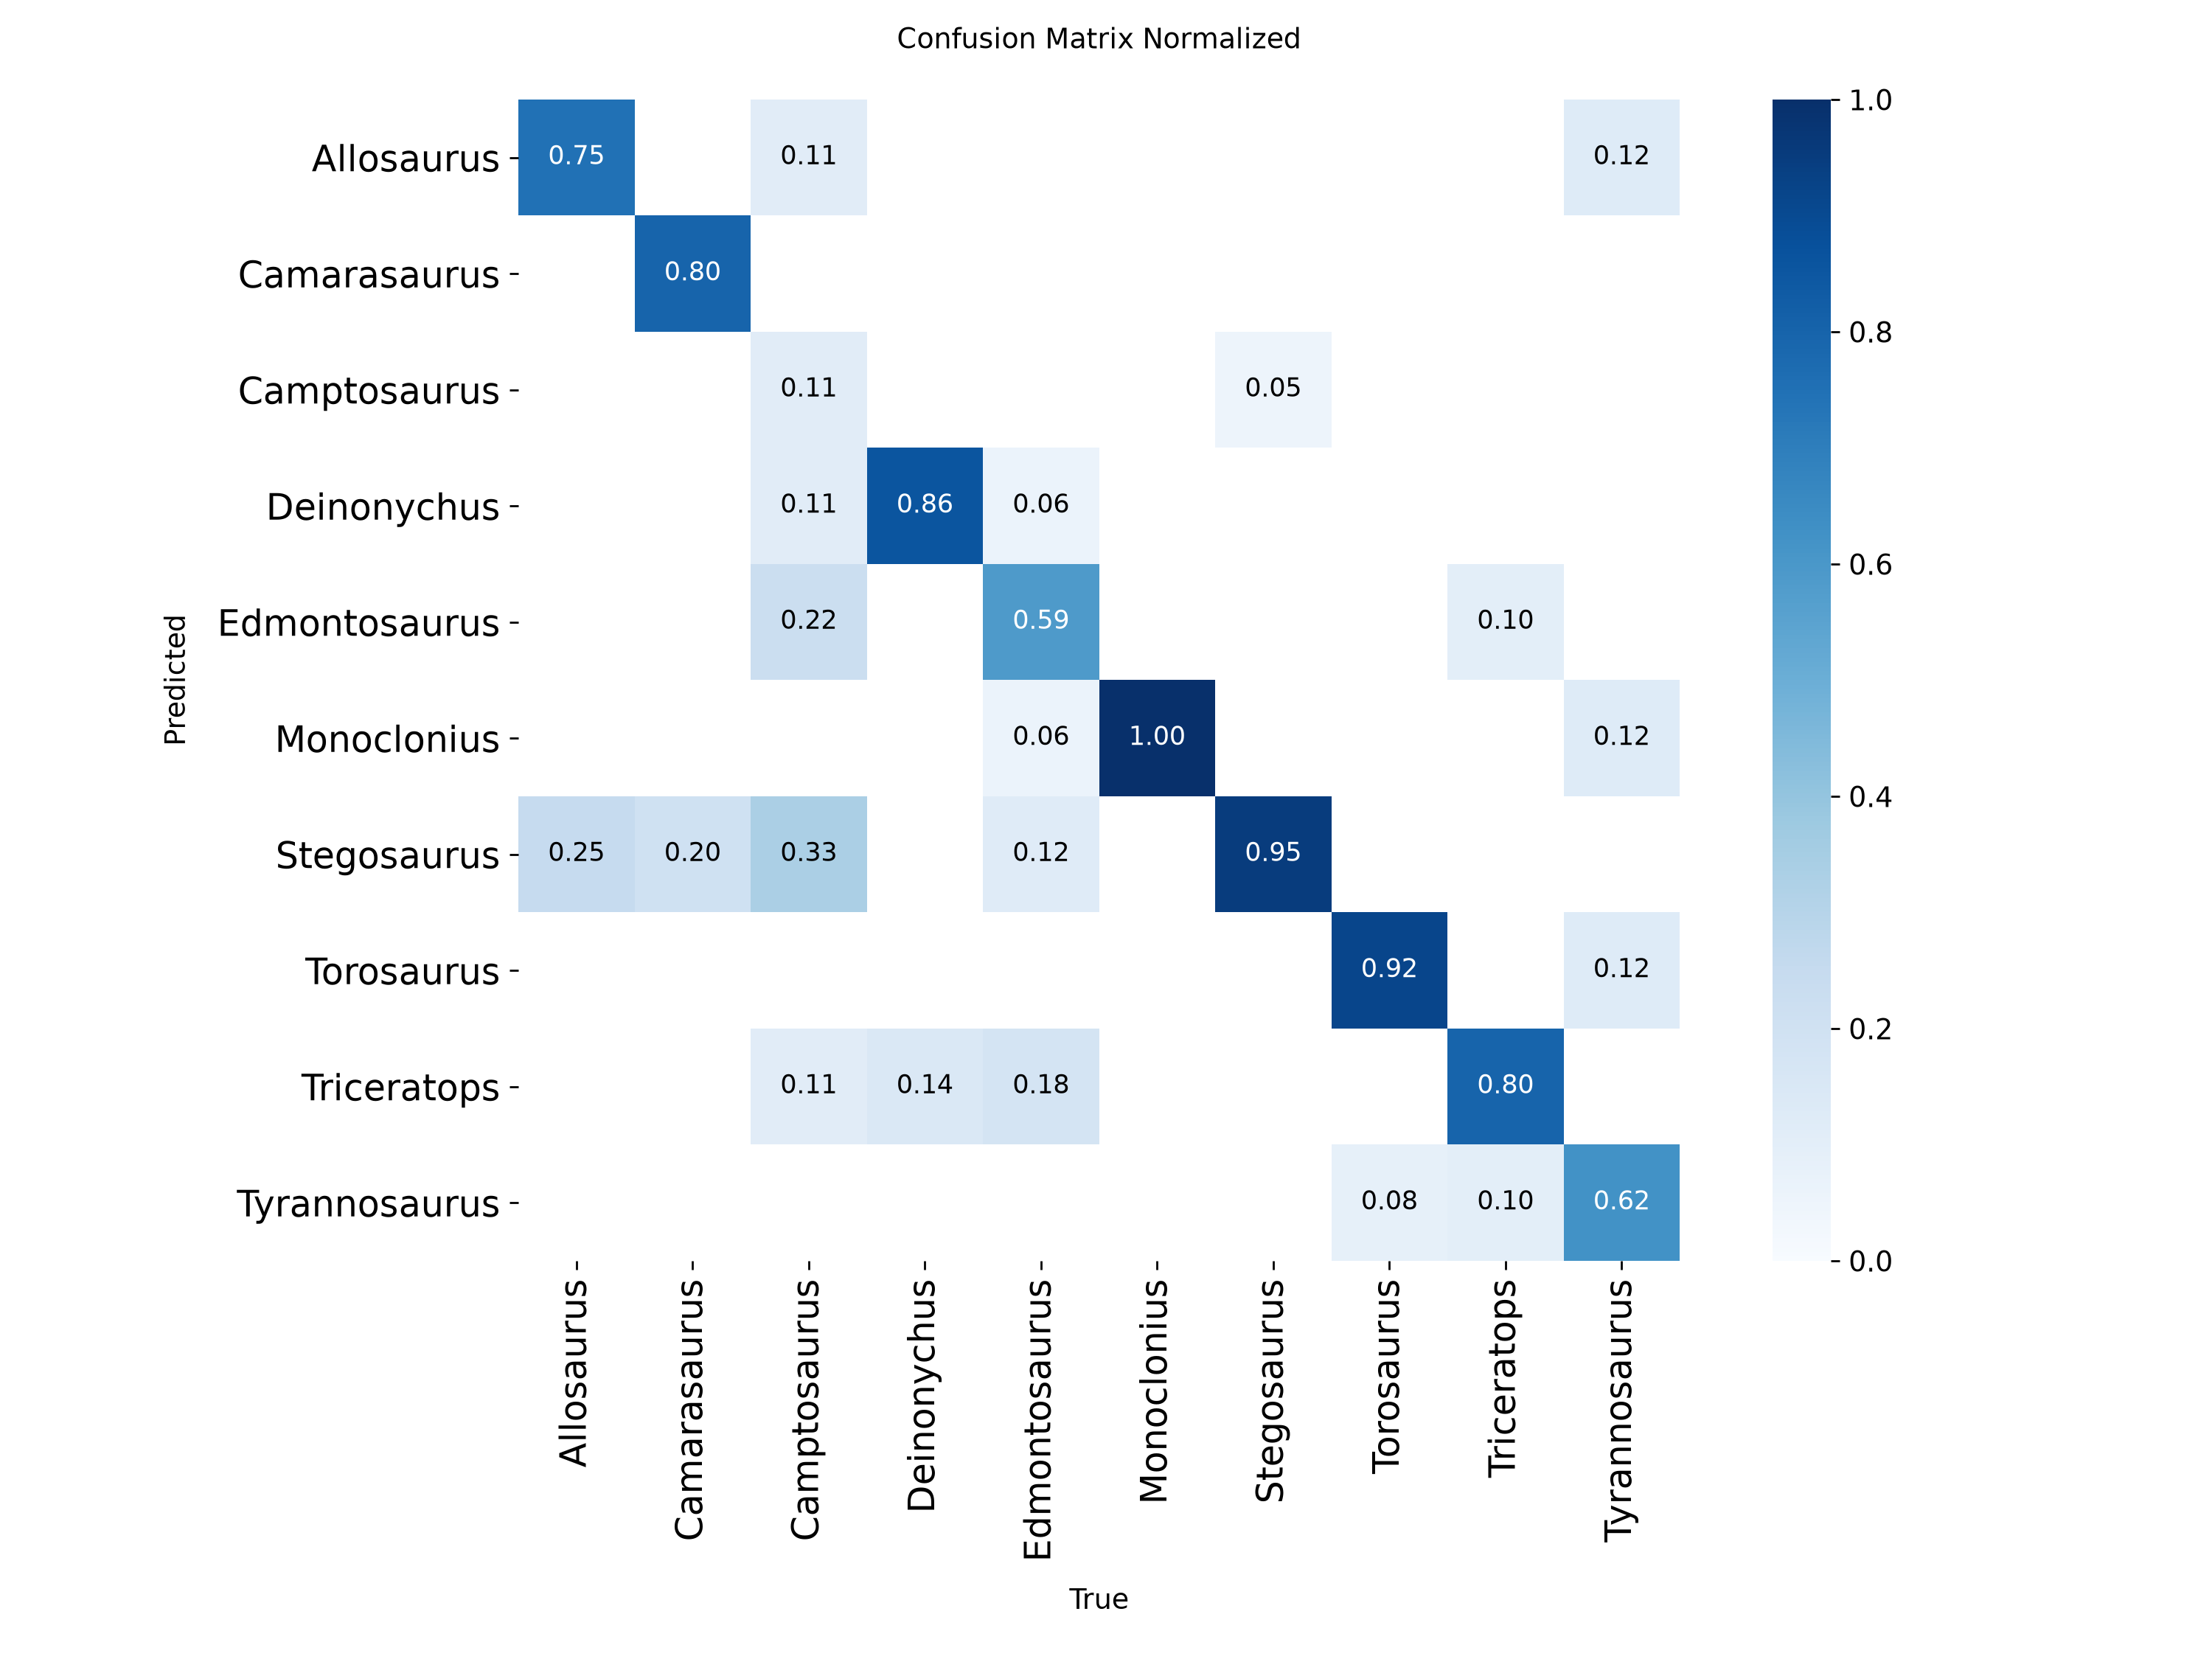 Confusion Matrix Normalized
Allosaurus 0.75 0.11 0.12
Camarasaurus 0.80
Camptosaurus 0.11 0.05
Deinonychus 0.11 0.86 0.06
Edmontosaurus 0.22 0.59 0.10
Monoclonius 0.06 1.00 0.12
Stegosaurus 0.25 0.20 0.33 0.12 0.95
Torosaurus 0.92 0.12
Triceratops 0.11 0.14 0.18 0.80
Tyrannosaurus 0.08 0.10 0.62
Predicted
Allosaurus
Camarasaurus
Camptosaurus
Deinonychus
Edmontosaurus
Monoclonius
Stegosaurus
Torosaurus
Triceratops
Tyrannosaurus
True
1.0
0.8
0.6
0.4
0.2
0.0